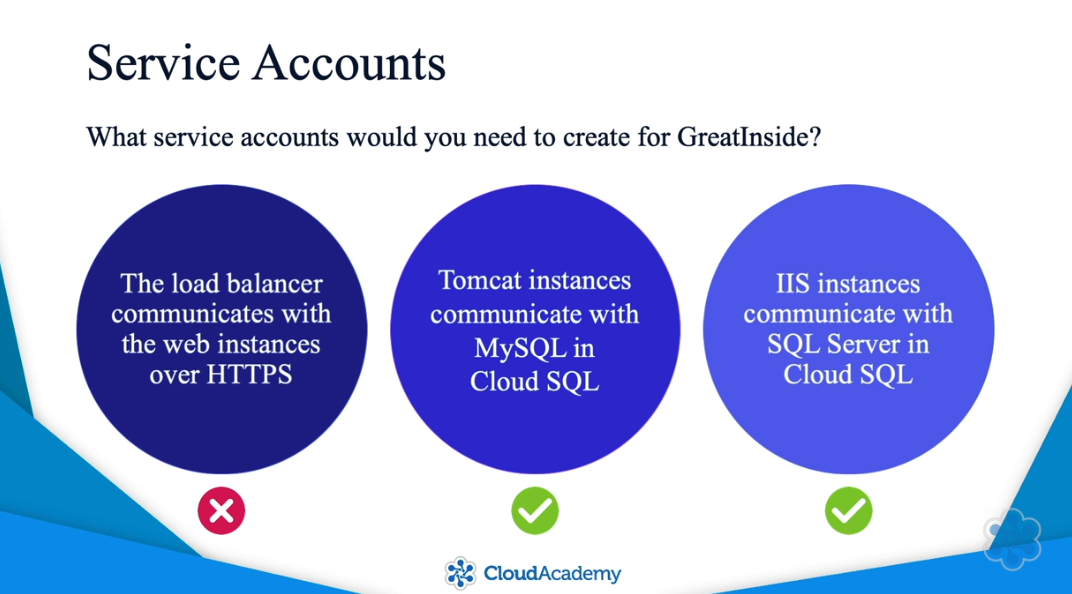 Service Accounts
What service accounts would you need to create for GreatInside?
The load balancer
communicates with
the web instances
over HTTPS
Tomcat instances
communicate with
MySQL in
Cloud SQL
IIS instances
communicate with
SQL Server in
Cloud SQL
CloudAcademy